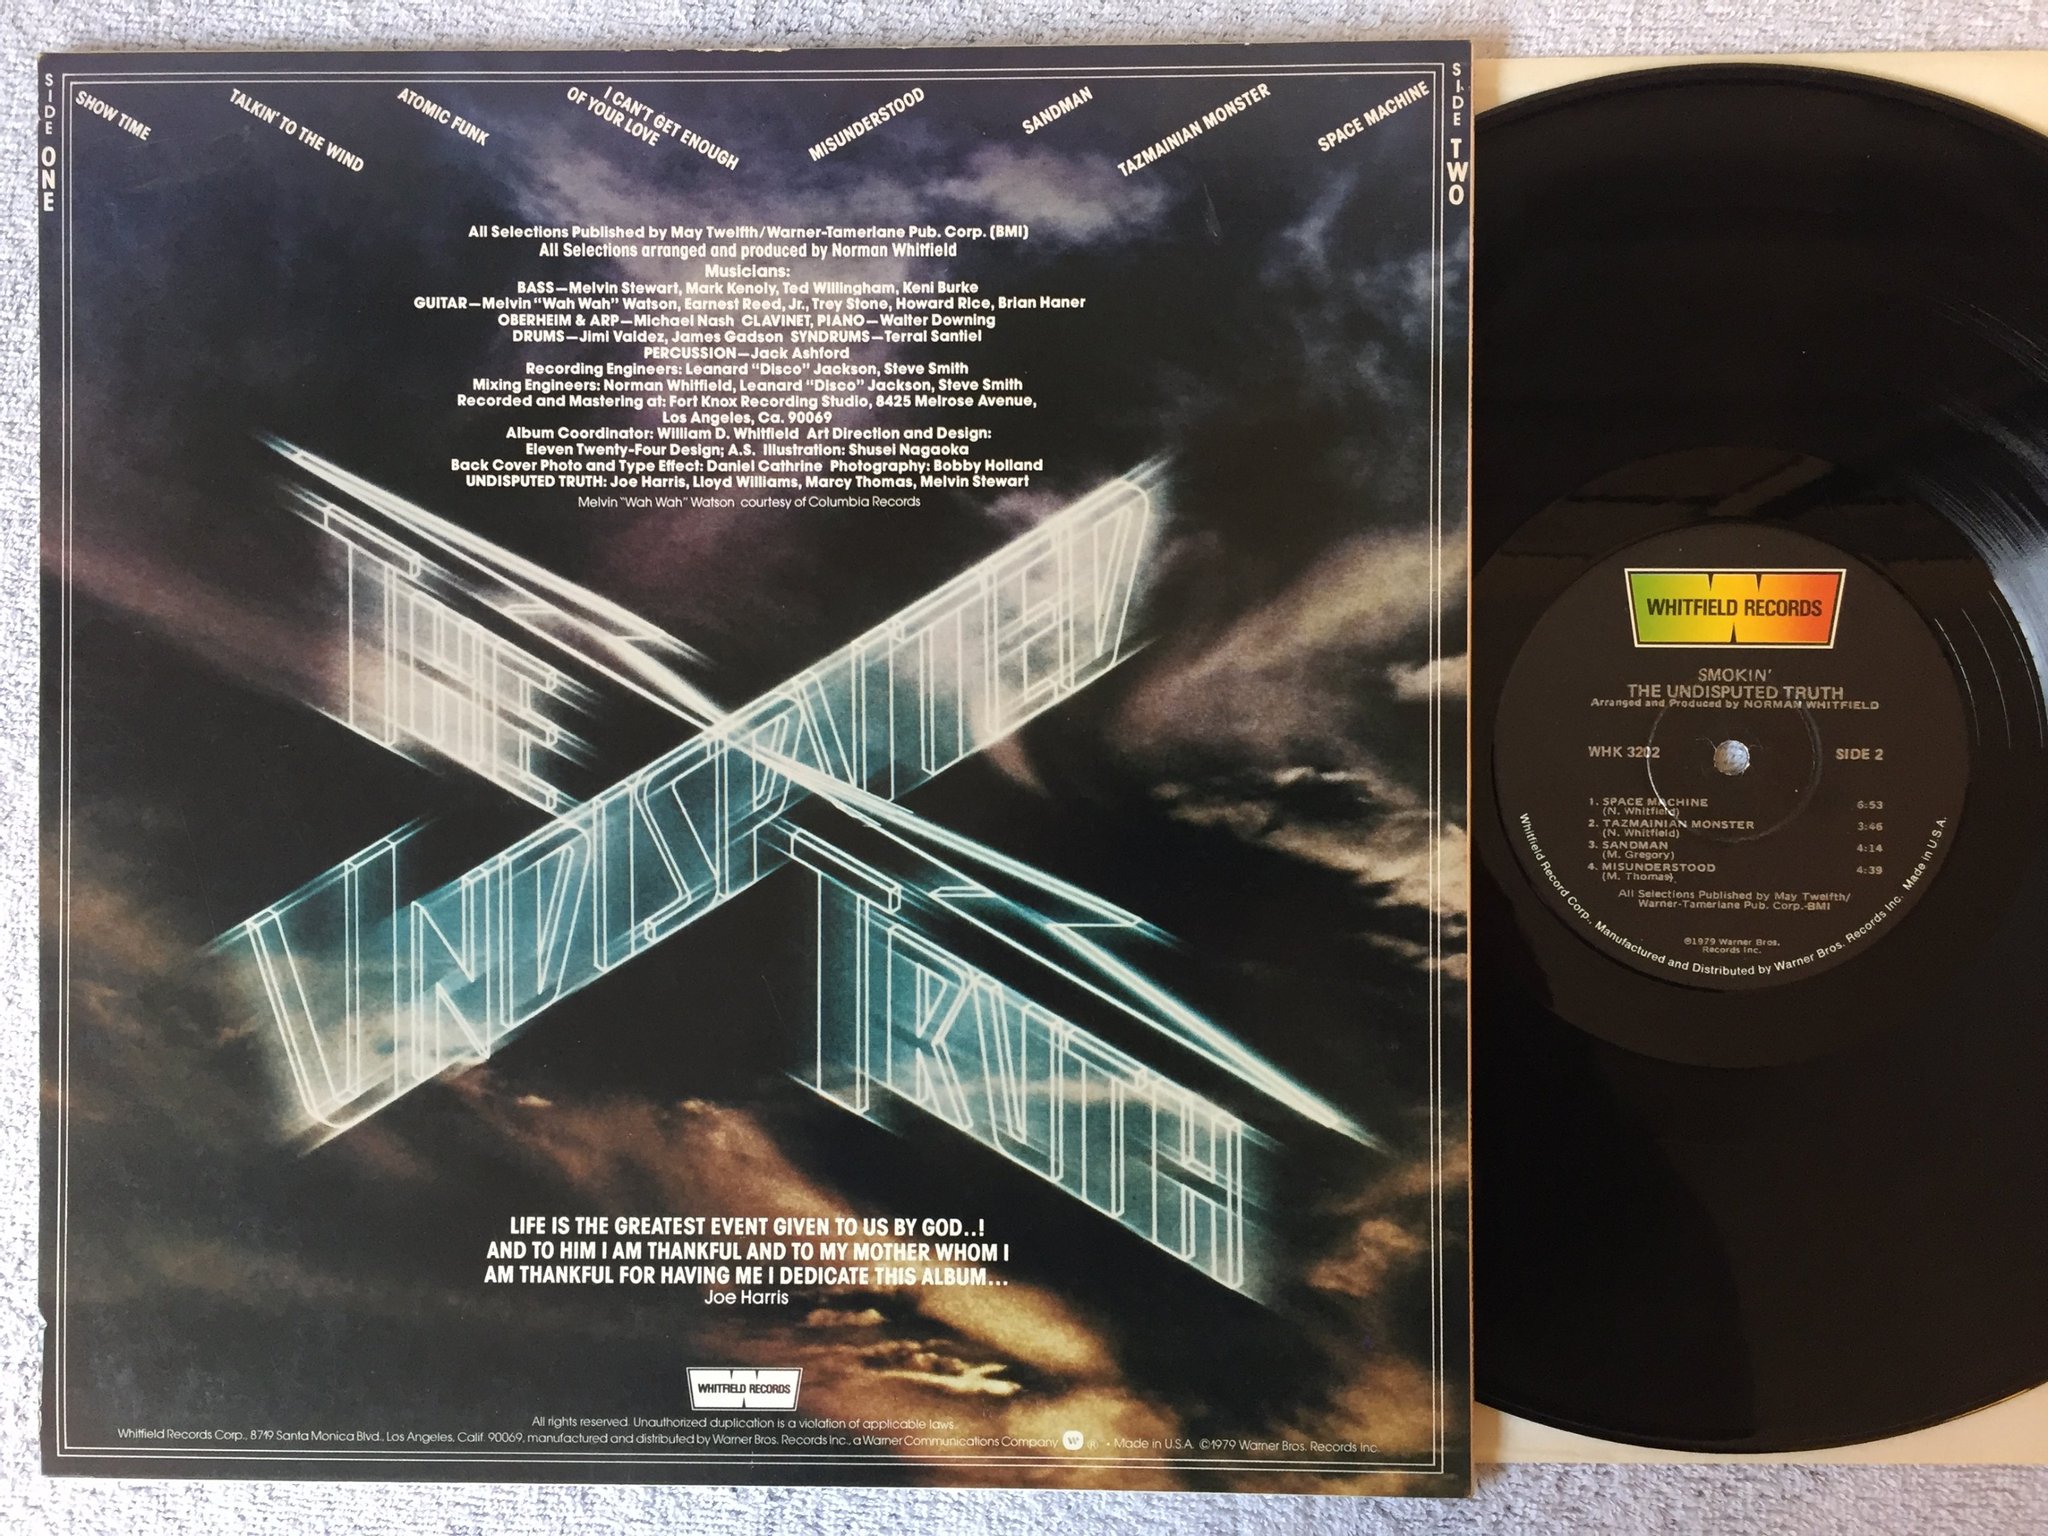 SIDE ONE
SHOW TIME
TALKIN' TO THE WIND
ATOMIC FUNK
I CAN'T GET ENOUGH
OF YOUR LOVE
MISUNDERSTOOD
SANDMAN
TAZMAINIAN MONSTER
SPACE MACHINE
SIDE TWO
All Selections Published by May Twelfth/Warner-Tamerlane Pub. Corp. (BMI)
All Selections arranged and produced by Norman Whitfield
Musicians:
BASS—Melvin Stewart, Mark Kenoly, Ted Willingham, Keni Burke
GUITAR—Melvin "Wah Wah" Watson, Earnest Reed, Jr., Trey Stone, Howard Rice, Brian Haner
OBERHEIM & ARP—Michael Nash CLAVINET, PIANO—Walter Downing
DRUMS—Jimi Valdez, James Gadson SYNDRUMS—Terral Santiel
PERCUSSION—Jack Ashford
Recording Engineers: Leanard "Disco" Jackson, Steve Smith
Mixing Engineers: Norman Whitfield, Leanard "Disco" Jackson, Steve Smith
Recorded and Mastering at: Fort Knox Recording Studio, 8425 Melrose Avenue,
Los Angeles, Ca. 90069
Album Coordinator: William D. Whitfield Art Direction and Design:
Eleven Twenty-Four Design; A.S. Illustration: Shusei Nagaoka
Back Cover Photo and Type Effect: Daniel Cathrine Photography: Bobby Holland
UNDISPUTED TRUTH: Joe Harris, Lloyd Williams, Marcy Thomas, Melvin Stewart
Melvin "Wah Wah" Watson courtesy of Columbia Records
THE
UNDISPUTED
TRUTH
LIFE IS THE GREATEST EVENT GIVEN TO US BY GOD..!
AND TO HIM I AM THANKFUL AND TO MY MOTHER WHOM I
AM THANKFUL FOR HAVING ME I DEDICATE THIS ALBUM...
Joe Harris
WHITFIELD RECORDS
All rights reserved. Unauthorized duplication is a violation of applicable laws.
Whitfield Records Corp., 8719 Santa Monica Blvd., Los Angeles, Calif. 90069, manufactured and distributed by Warner Bros. Records Inc., a Warner Communications Company ® • Made in U.S.A. ©1979 Warner Bros. Records Inc.
WHITFIELD RECORDS
SMOKIN'
THE UNDISPUTED TRUTH
Arranged and Produced by NORMAN WHITFIELD
WHK 3202 SIDE 2
1. SPACE MACHINE 6:53
(N. Whitfield)
2. TAZMAINIAN MONSTER 3:46
(N. Whitfield)
3. SANDMAN 4:14
(M. Gregory)
4. MISUNDERSTOOD 4:39
(M. Thomas)
All Selections Published by May Twelfth/
Warner-Tamerlane Pub. Corp.-BMI
℗1979 Warner Bros.
Records Inc.
Whitfield Record Corp., Manufactured and Distributed by Warner Bros. Records Inc. Made in U.S.A.